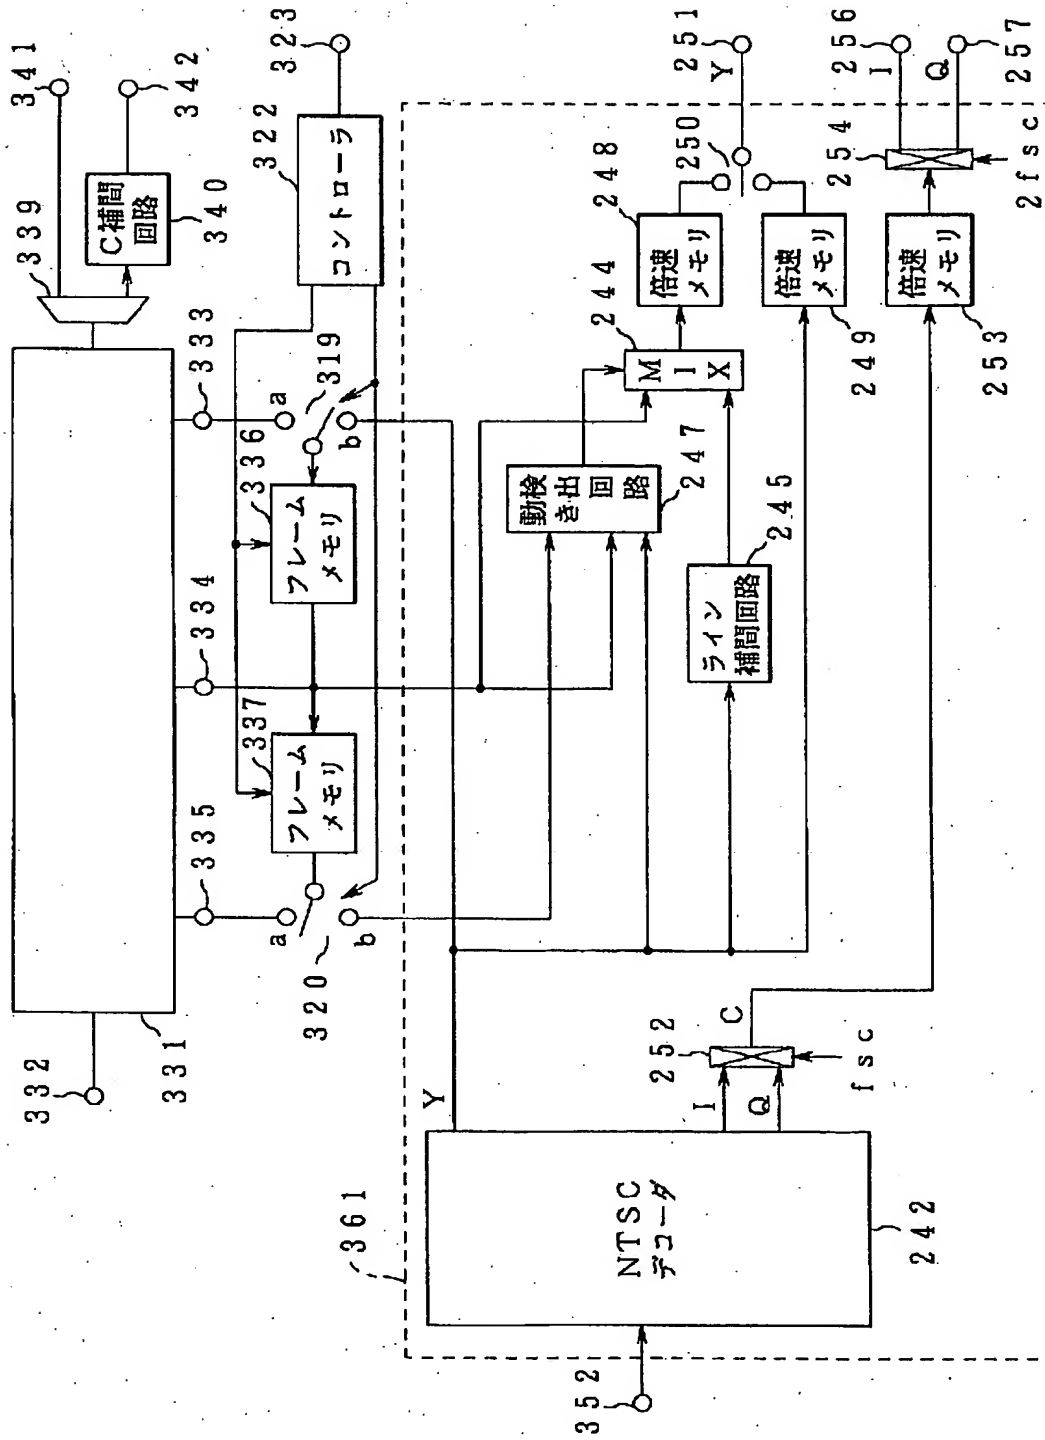 332
331
335
334
333
339
C補間
回路
340
341
342
a
320
b
337
フレーム
メモリ
336
フレーム
メモリ
a
319
b
322
コントローラ
323
361
352
NTSC
デコーダ
242
Y
I
Q
252
C
fsc
動検
き出
回
路
247
ライン
補間回路
245
MIX
244
倍速
メモリ
248
倍速
メモリ
249
250
Y
251
倍速
メモリ
253
254
2fsc
I
256
Q
257